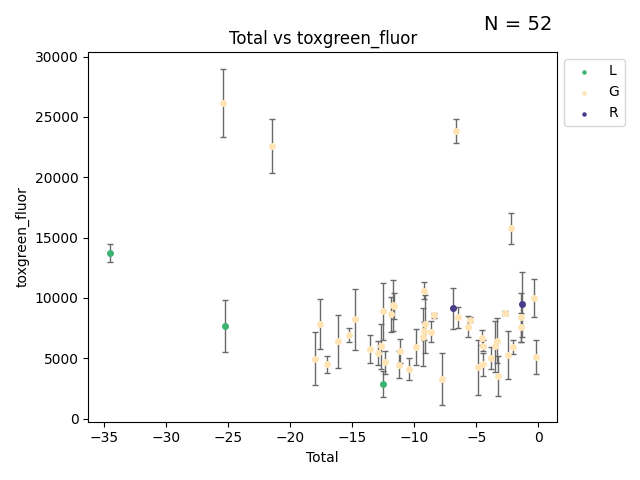 N = 52
Total vs toxgreen_fluor
30000
25000
20000
15000
10000
5000
0
toxgreen_fluor
−35
−30
−25
−20
−15
−10
−5
0
Total
L
G
R